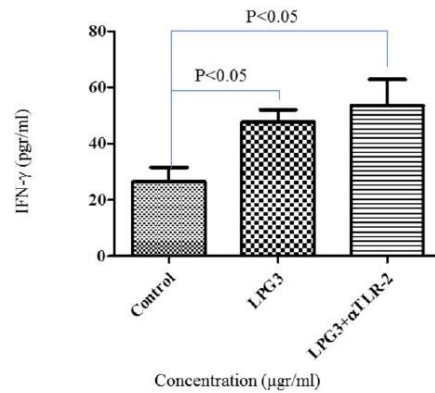 P<0.05
P<0.05
80
60
40
20
0
IFN-γ (pgr/ml)
Control
LPG3
LPG3+αTLR-2
Concentration (µgr/ml)